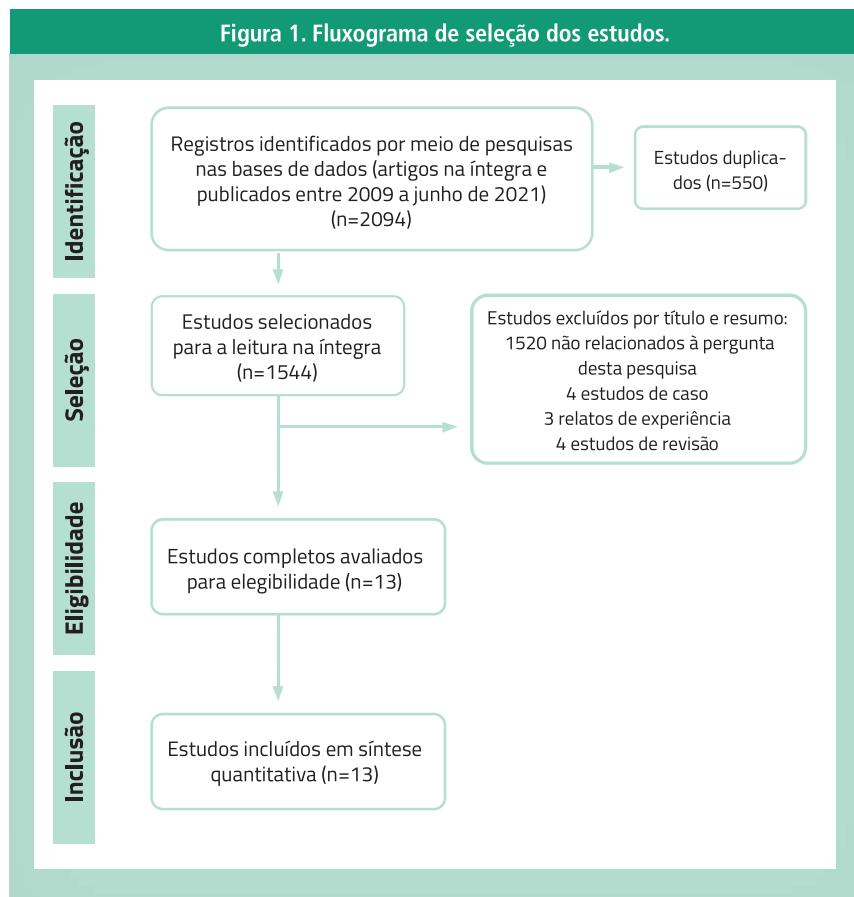 Figura 1. Fluxograma de seleção dos estudos.
Identificação
Registros identificados por meio de pesquisas
nas bases de dados (artigos na íntegra e
publicados entre 2009 a junho de 2021)
(n=2094)
Estudos duplica-
dos (n=550)
Seleção
Estudos selecionados
para a leitura na íntegra
(n=1544)
Estudos excluídos por título e resumo:
1520 não relacionados à pergunta
desta pesquisa
4 estudos de caso
3 relatos de experiência
4 estudos de revisão
Eligibilidade
Estudos completos avaliados
para elegibilidade (n=13)
Inclusão
Estudos incluídos em síntese
quantitativa (n=13)